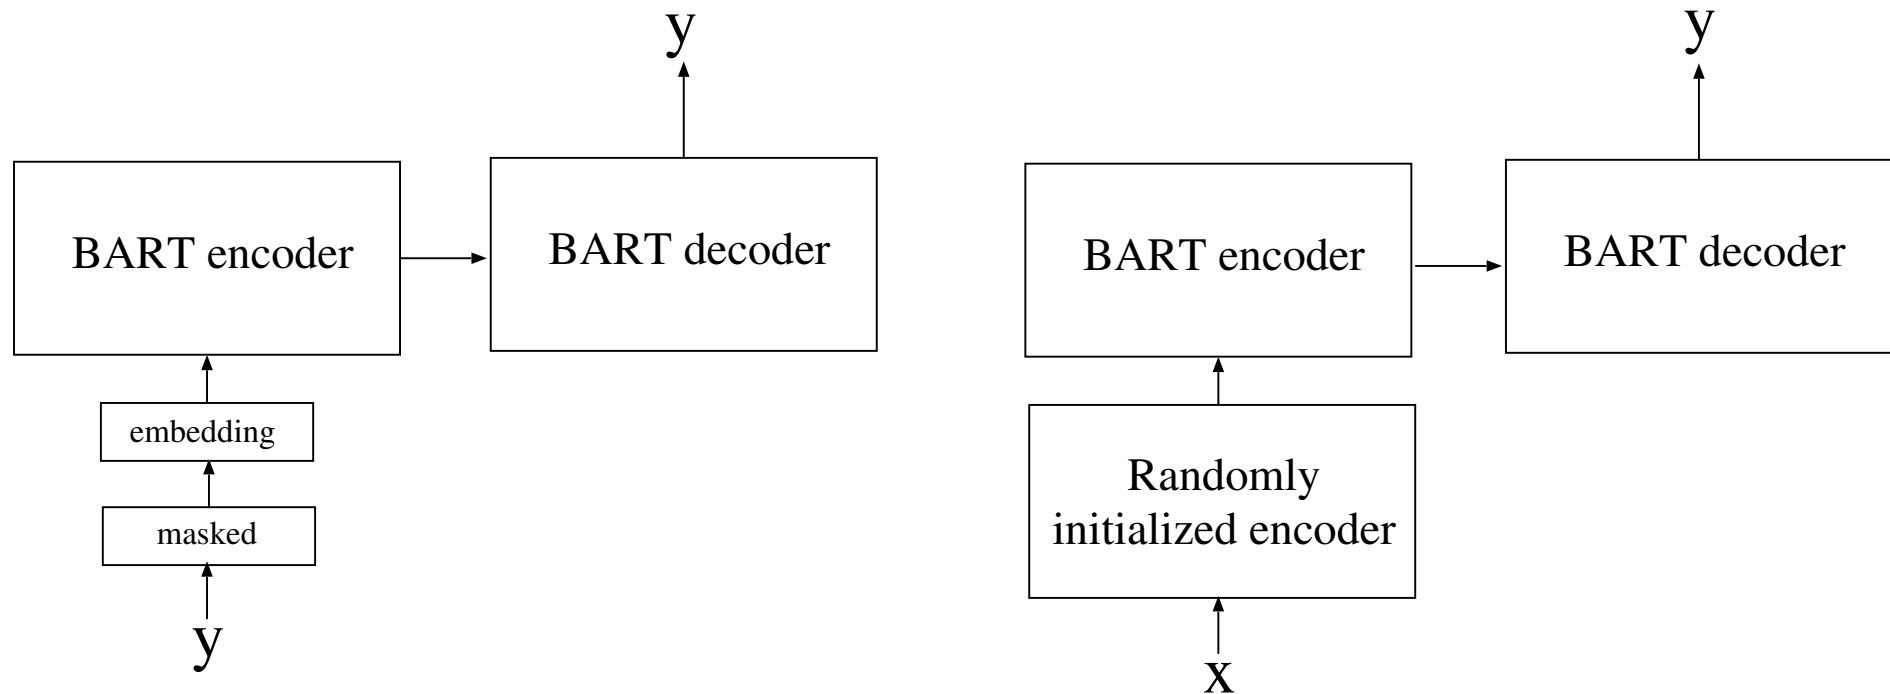 y
BART encoder
BART decoder
embedding
masked
y
y
BART encoder
BART decoder
Randomly
initialized encoder
x